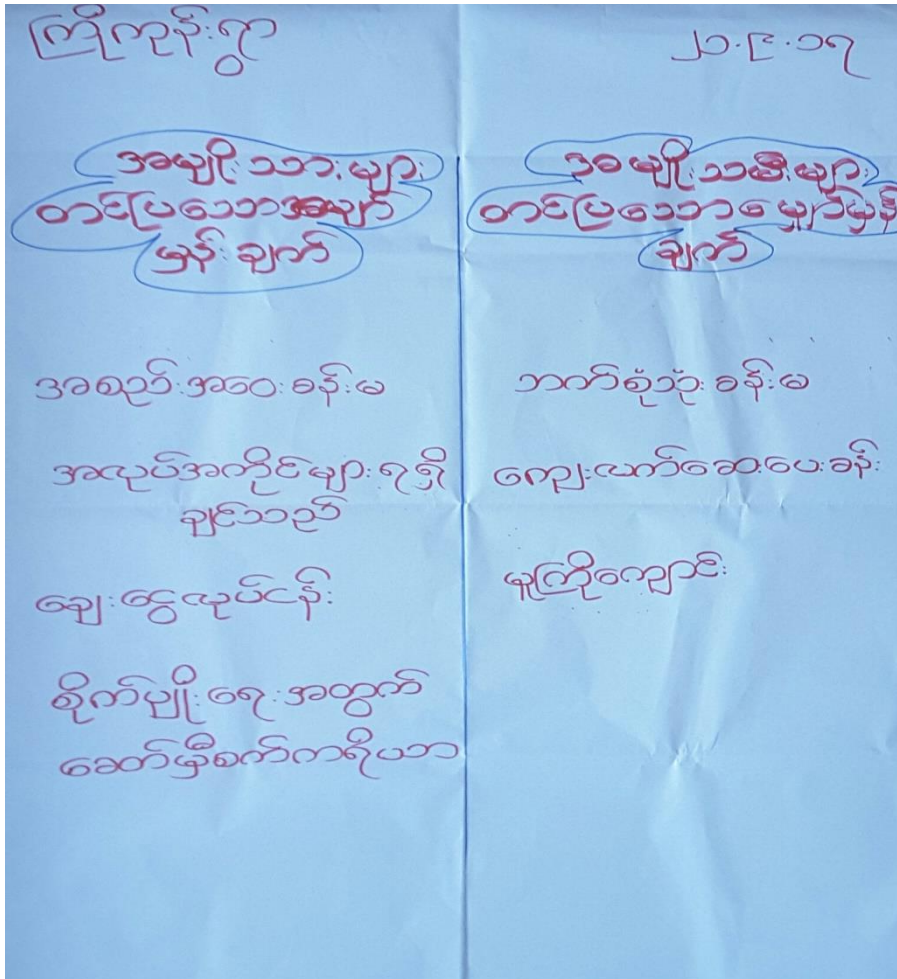 ကြိုကုန်းရွာ
၂၁.၉.၁၇
အမျိုးသားများ
တင်ပြသော မျှော်
မှန်းချက်
အစည်းအဝေးခန်းမ
အလုပ်အကိုင်များရရှိ
ချင်သည်
ချေးငွေလုပ်ငန်း
စိုက်ပျိုးရေးအတွက်
ခေတ်မှီစက်ကရိယာ
အမျိုးသမီးများ
တင်ပြသောမျှော်မှန်း
ချက်
ဘက်စုံသုံးခန်းမ
ကျေးလက်ဆေးပေးခန်း
မူကြိုကျောင်း